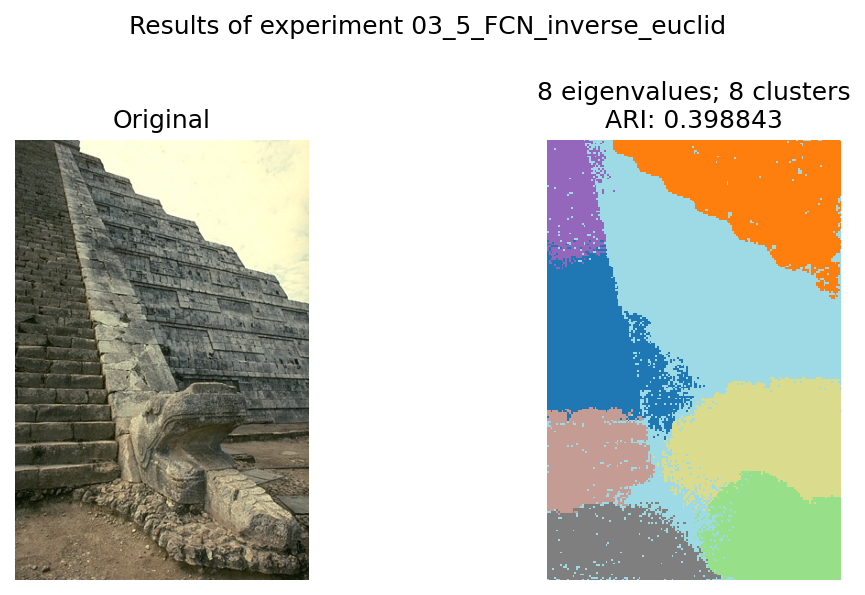 Results of experiment 03_5_FCN_inverse_euclid
Original
8 eigenvalues; 8 clusters
ARI: 0.398843